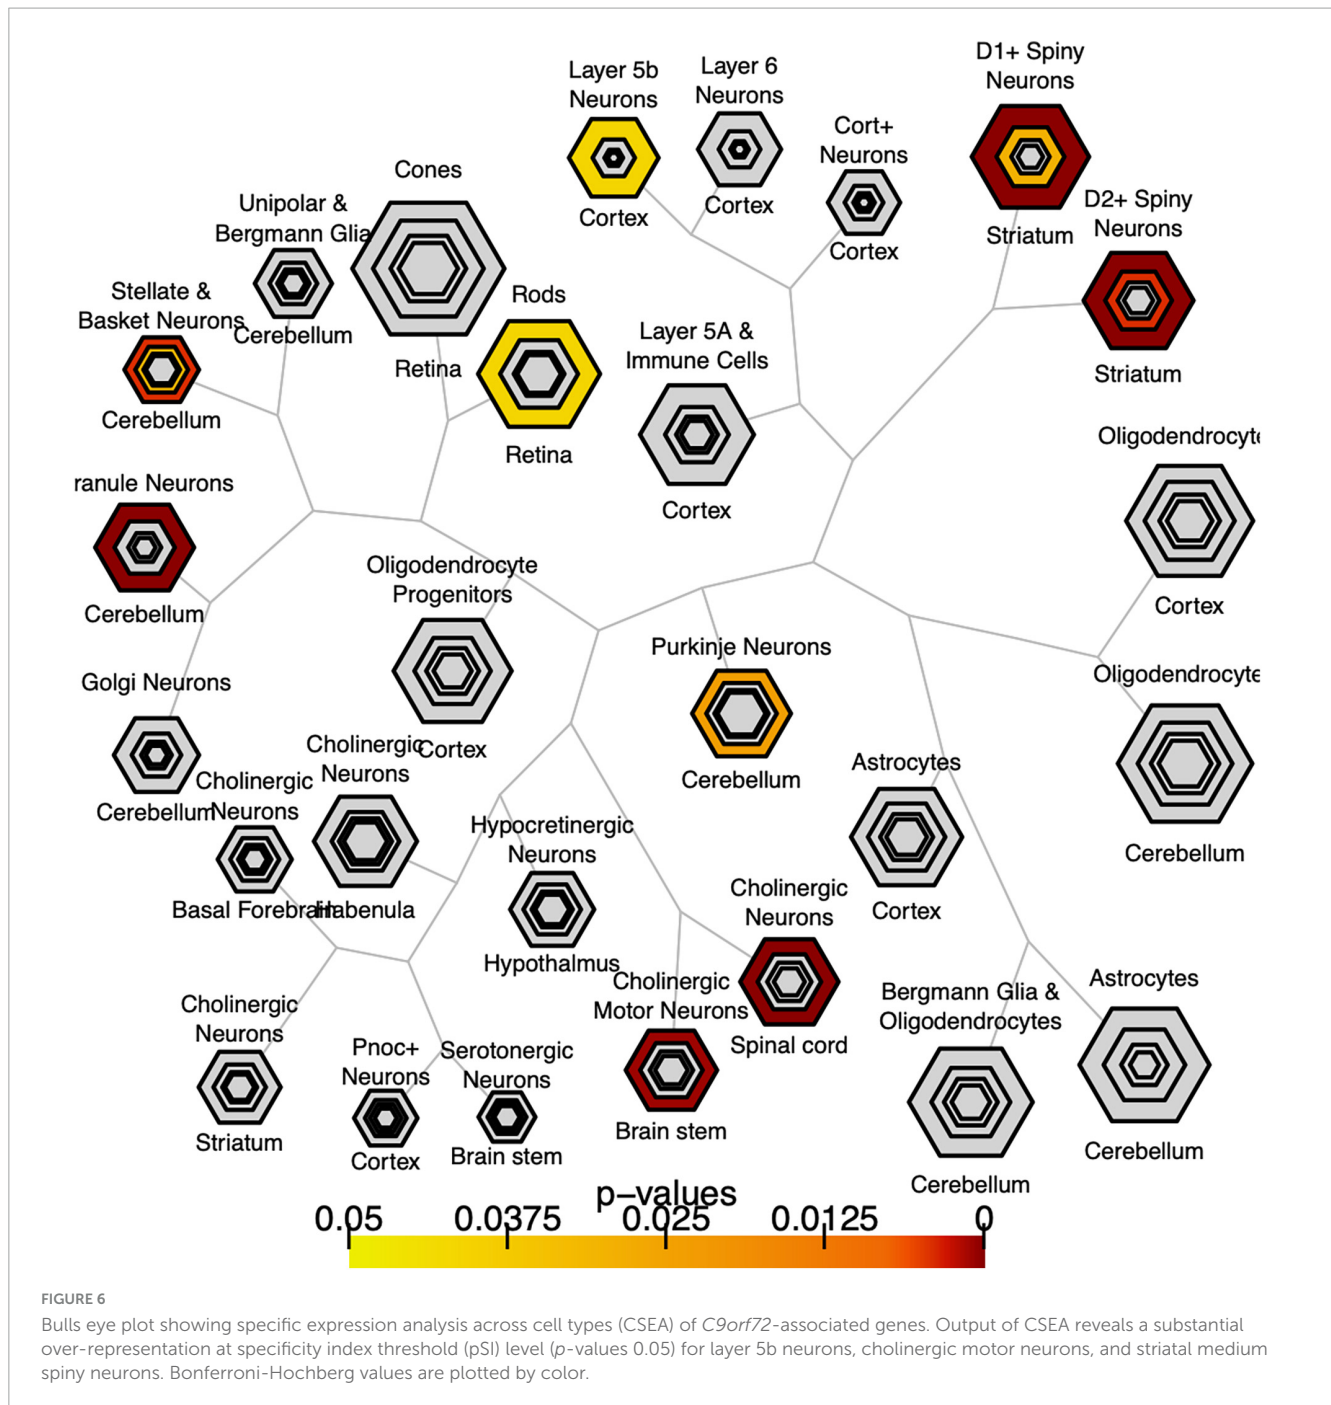 Layer 5b
Neurons
Cortex
Layer 6
Neurons
Cortex
Cort+
Neurons
Cortex
D1+ Spiny
Neurons
Striatum
D2+ Spiny
Neurons
Striatum
Cones
Retina
Unipolar &
Bergmann Glia
Cerebellum
Rods
Retina
Stellate &
Basket Neurons
Cerebellum
Layer 5A &
Immune Cells
Cortex
Oligodendrocyte
Cortex
ranule Neurons
Cerebellum
Oligodendrocyte
Progenitors
Cortex
Purkinje Neurons
Cerebellum
Oligodendrocyte
Cerebellum
Golgi Neurons
Cerebellum
Cholinergic
Neurons
Habenula
Cholinergic
Neurons
Basal Forebrain
Astrocytes
Cortex
Hypocretinergic
Neurons
Hypothalmus
Cholinergic
Neurons
Spinal cord
Cholinergic
Motor Neurons
Brain stem
Bergmann Glia &
Oligodendrocytes
Cerebellum
Astrocytes
Cerebellum
Cholinergic
Neurons
Striatum
Pnoc+
Neurons
Cortex
Serotonergic
Neurons
Brain stem
p-values
0.05 0.0375 0.025 0.0125 0
FIGURE 6
Bulls eye plot showing specific expression analysis across cell types (CSEA) of C9orf72-associated genes. Output of CSEA reveals a substantial
over-representation at specificity index threshold (pSI) level (p-values 0.05) for layer 5b neurons, cholinergic motor neurons, and striatal medium
spiny neurons. Bonferroni-Hochberg values are plotted by color.